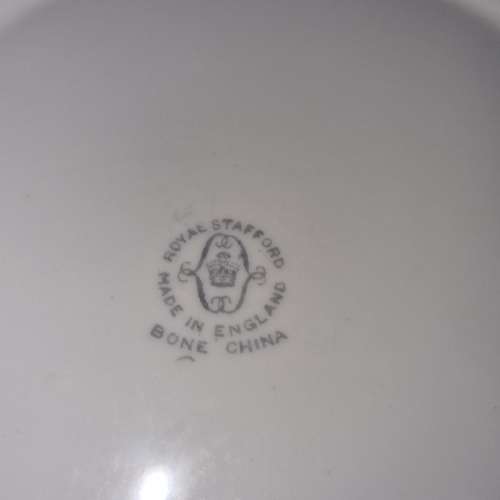 ROYAL STAFFORD
MADE IN ENGLAND
BONE CHINA